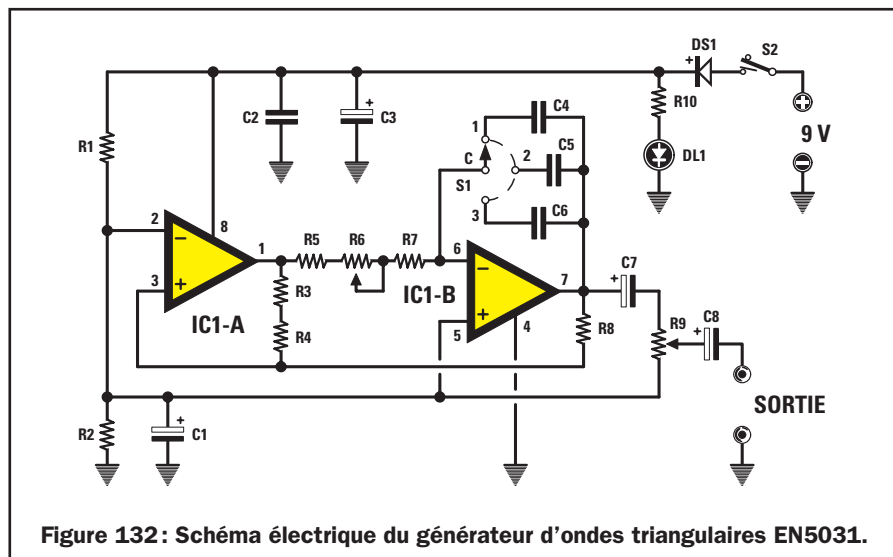 DS1 S2
+
R10
+
9 V
−
DL1
R1
C2
+
C3
C4
1
C 2 C5
S1
3 C6
2
−
8
3
+
1
IC1-A
R5 R6 R7
R3
R4
6
−
IC1-B
5
+
4
7
R8
+
C7
R9
+
C8
SORTIE
R2
+
C1
Figure 132: Schéma électrique du générateur d'ondes triangulaires EN5031.